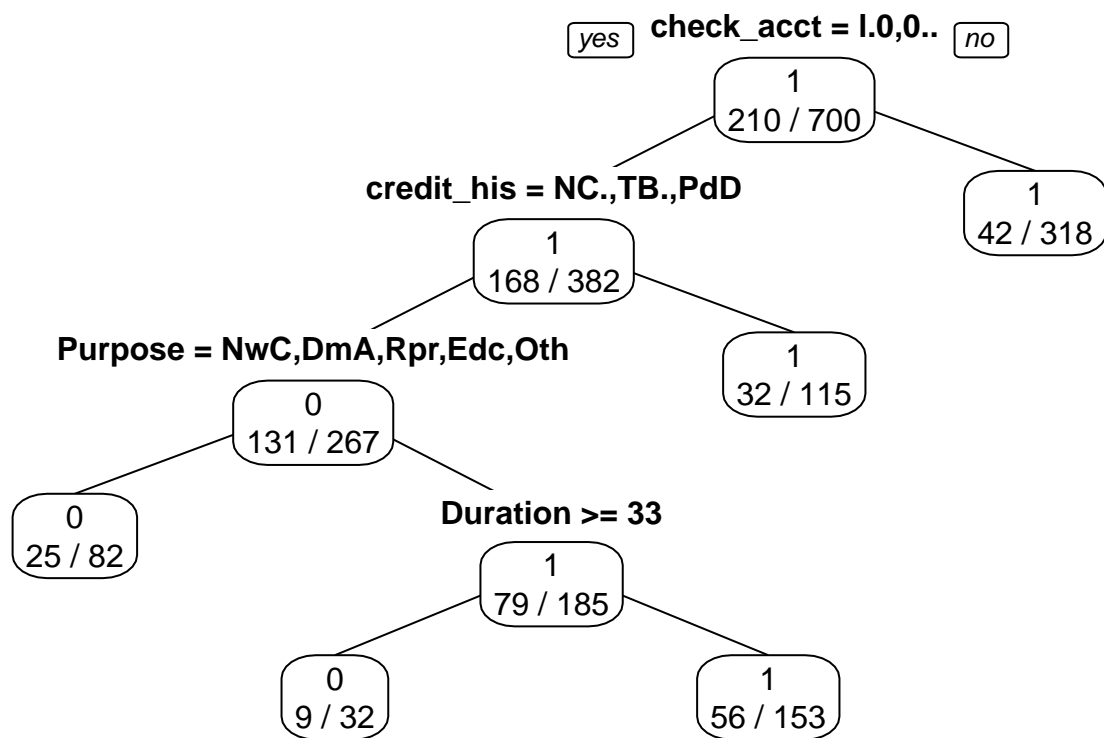 yes check_acct = l.0,0.. no
1
210 / 700
credit_his = NC.,TB.,PdD
1
42 / 318
1
168 / 382
Purpose = NwC,DmA,Rpr,Edc,Oth
1
32 / 115
0
131 / 267
Duration >= 33
0
25 / 82
1
79 / 185
0
9 / 32
1
56 / 153